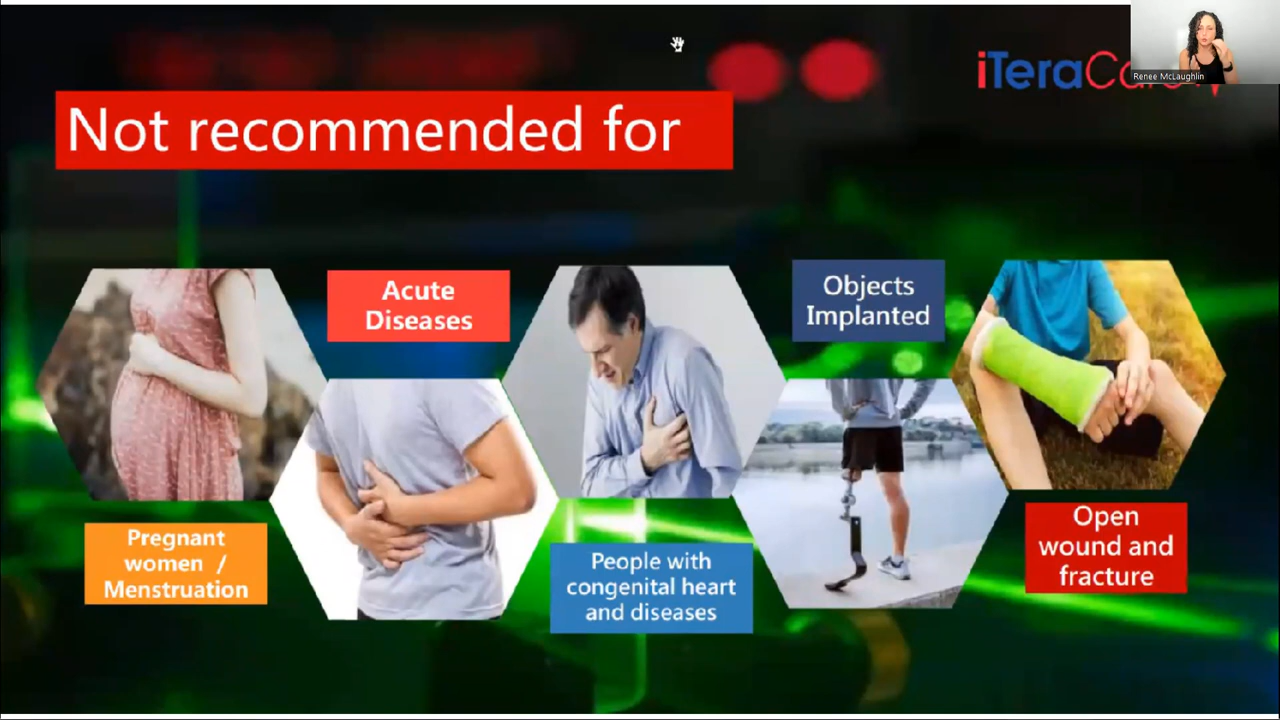 Renee McLaughlin
Not recommended for
Acute
Diseases
Objects
Implanted
Pregnant
women /
Menstruation
People with
congenital heart
and diseases
Open
wound and
fracture